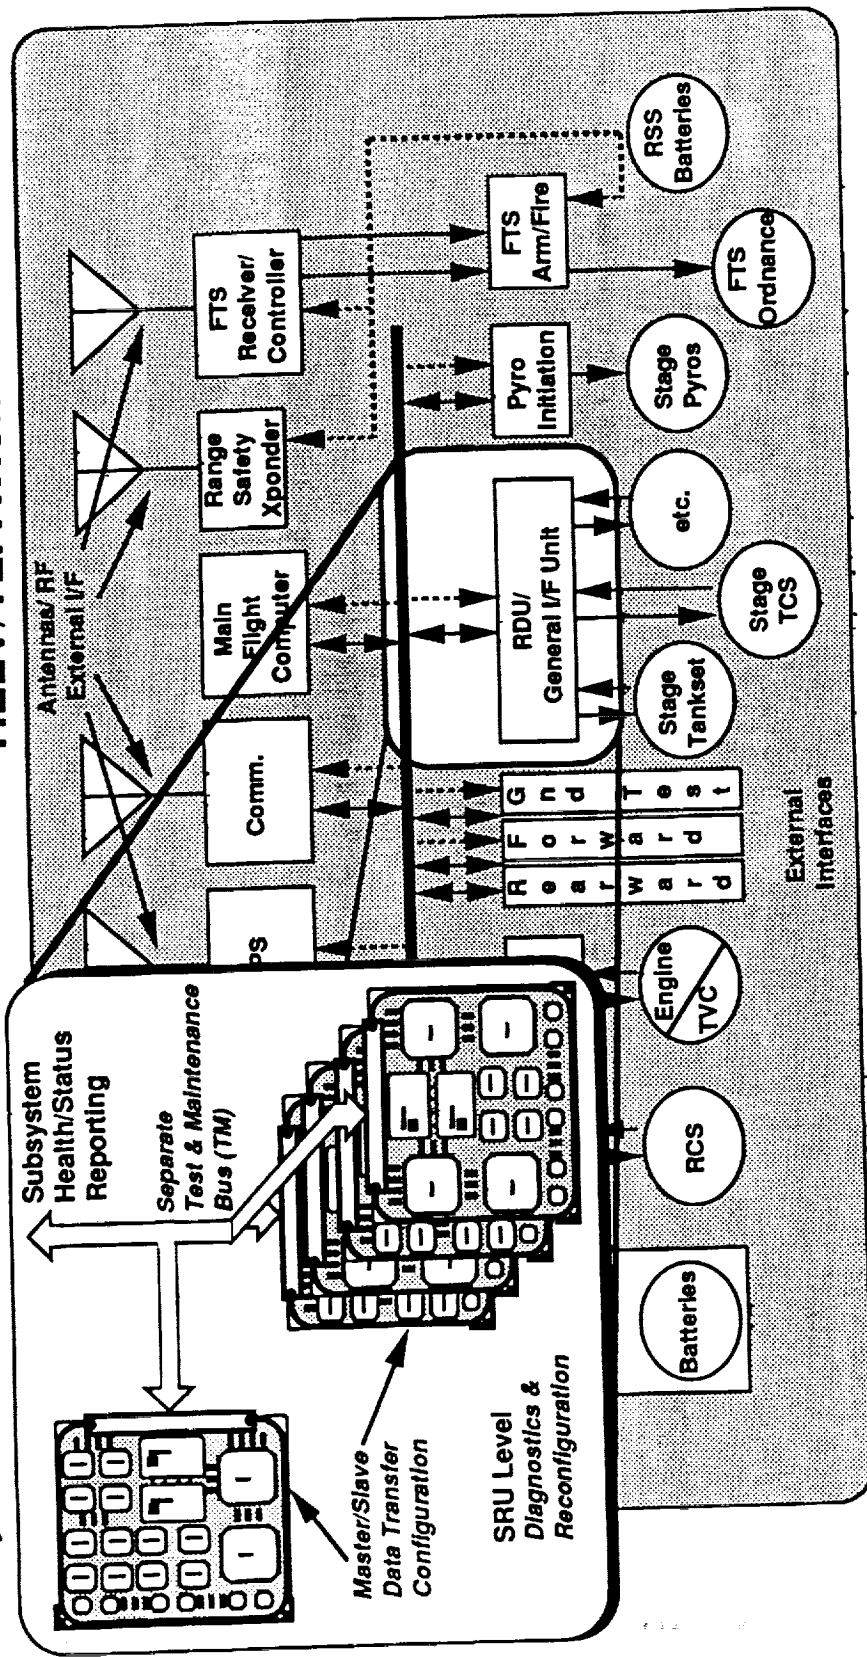 Antennas/RF
External I/F
PS
Comm.
Main
Flight
Computer
Range
Safety
Xponder
FTS
Receiver/
Controller
Subsystem
Health/Status
Reporting
Separate
Test & Maintenance
Bus (TM)
Master/Slave
Data Transfer
Configuration
SRU Level
Diagnostics &
Reconfiguration
Rearward
Forward
Gnd Test
RDU/
General I/F Unit
Pyro
Initiation
FTS
Arm/Fire
Batteries
RCS
Engine
TVC
External
Interfaces
Stage
Tankset
Stage
TCS
etc.
Stage
Pyros
FTS
Ordnance
RSS
Batteries